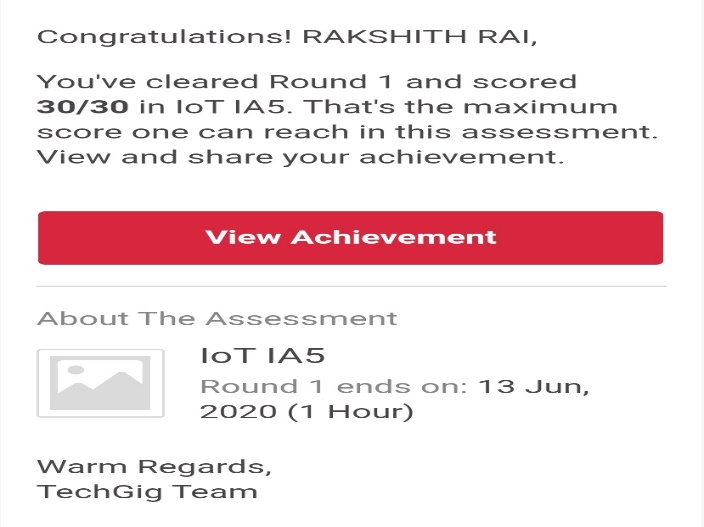 Congratulations! RAKSHITH RAI,
You've cleared Round 1 and scored
30/30 in IoT IA5. That's the maximum
score one can reach in this assessment.
View and share your achievement.
View Achievement
About The Assessment
IoT IA5
Round 1 ends on: 13 Jun,
2020 (1 Hour)
Warm Regards,
TechGig Team